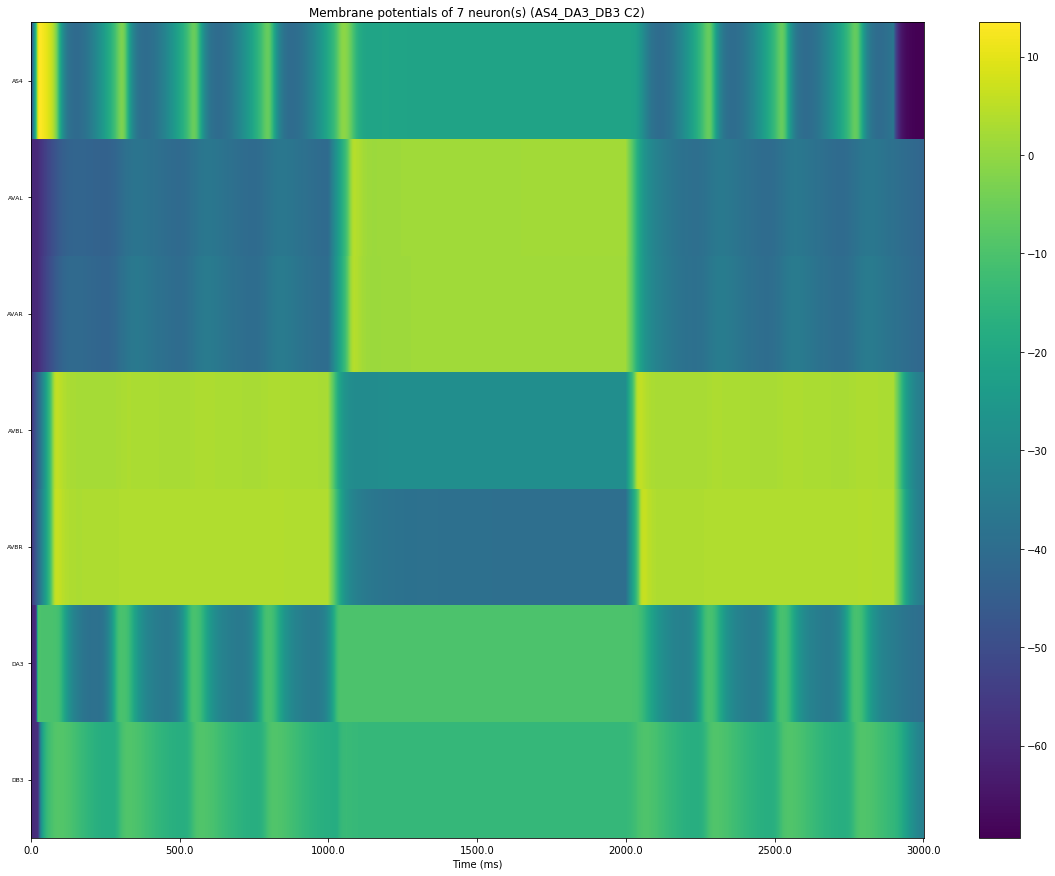 Membrane potentials of 7 neuron(s) (AS4_DA3_DB3 C2)
AS4
AVAL
AVAR
AVBL
AVBR
DA3
DB3
0.0 500.0 1000.0 1500.0 2000.0 2500.0 3000.0
Time (ms)
10
0
−10
−20
−30
−40
−50
−60